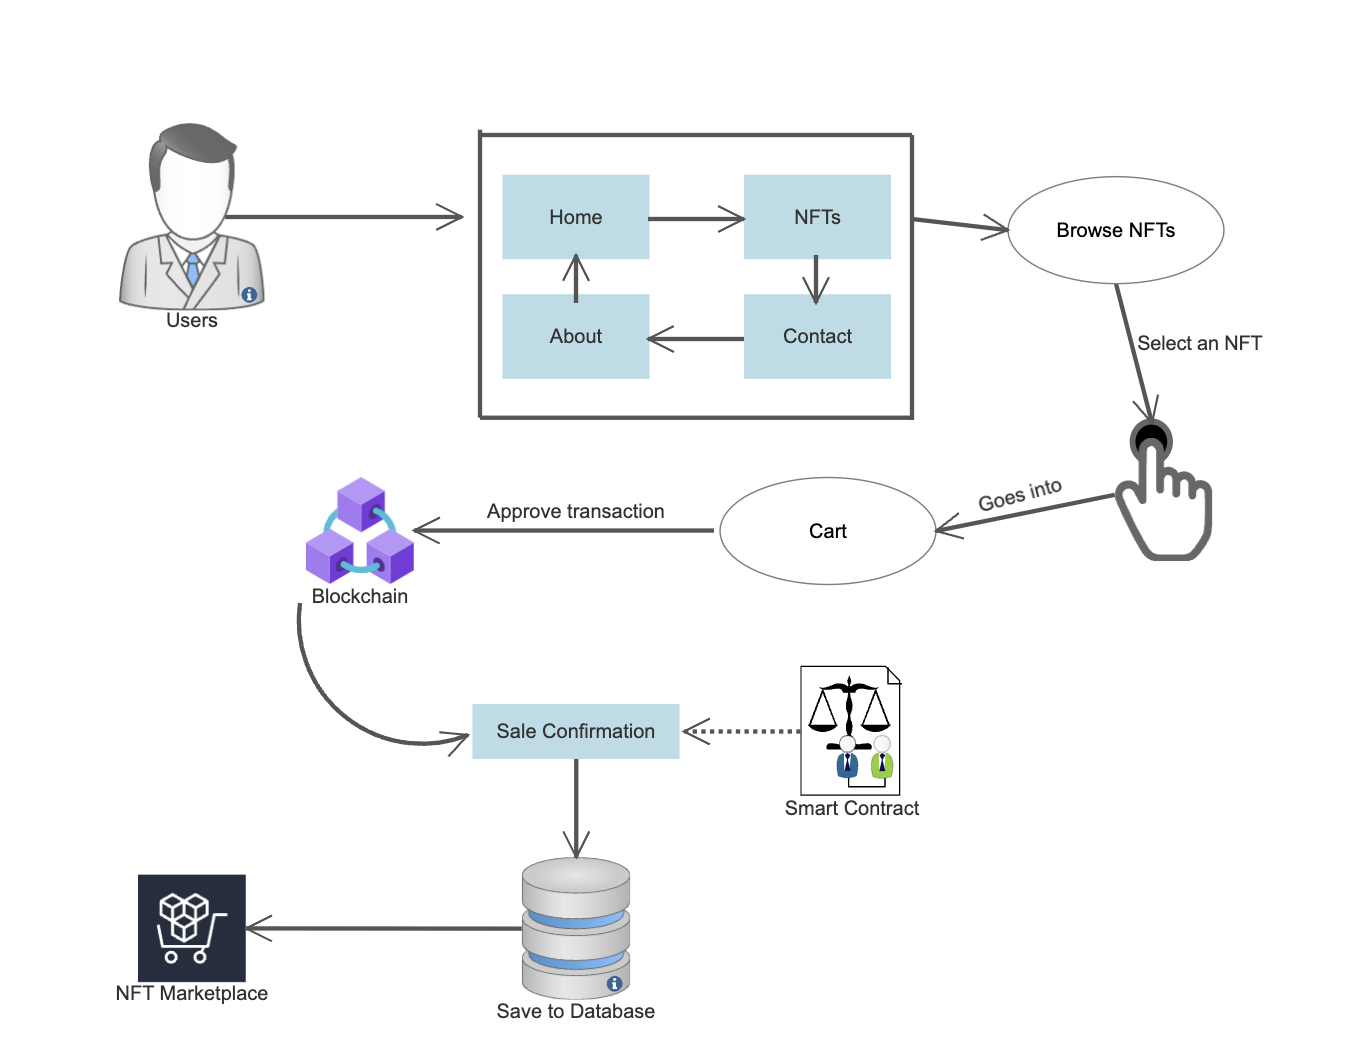 Users
Home
NFTs
About
Contact
Browse NFTs
Select an NFT
Goes into
Cart
Approve transaction
Blockchain
Sale Confirmation
Smart Contract
Save to Database
NFT Marketplace